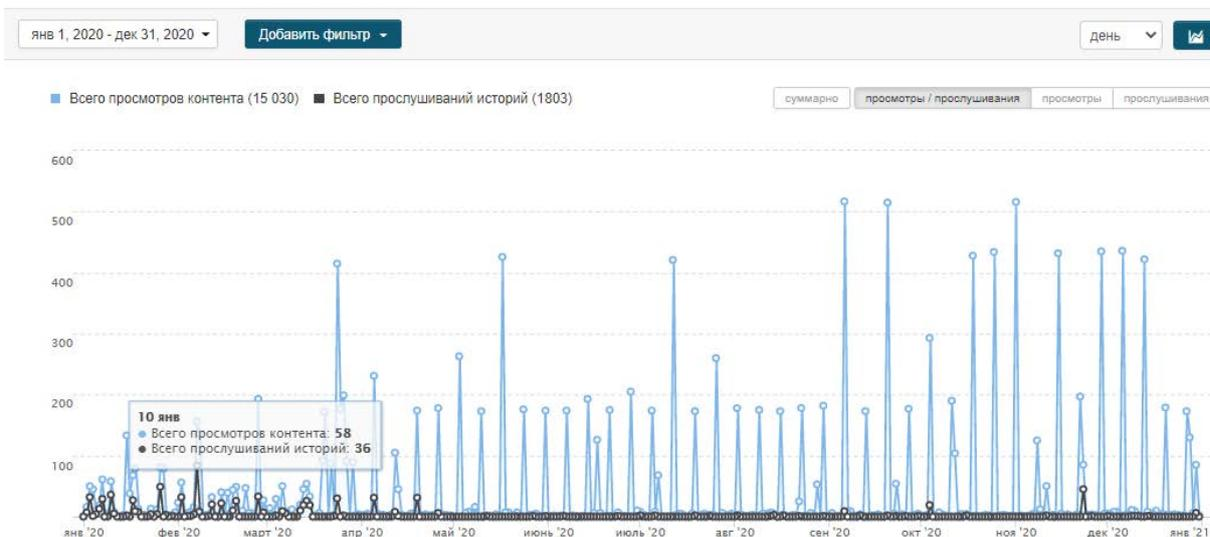 янв 1, 2020 - дек 31, 2020 Добавить фильтр день
Всего просмотров контента (15 030) Всего прослушиваний историй (1803) суммарно просмотры / прослушивания просмотры прослушивания
600
500
400
300
200
10 янв
Всего просмотров контента: 58
Всего прослушиваний историй: 36
100
янв '20 фев '20 март '20 апр '20 май '20 июнь '20 июль '20 авг '20 сен '20 окт '20 ноя '20 дек '20 янв '21